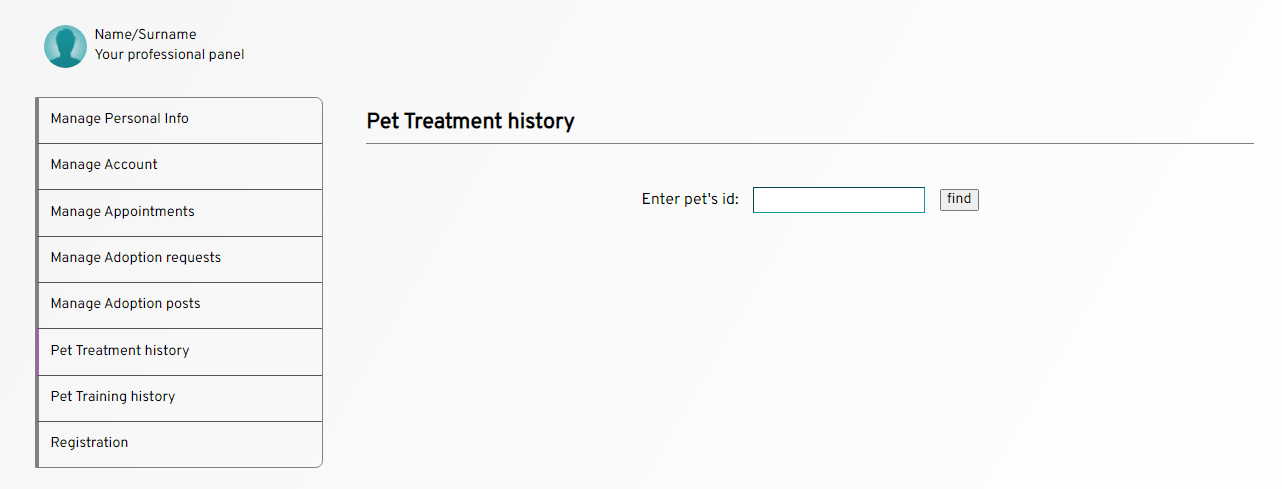 Name/Surname
Your professional panel
Manage Personal Info
Manage Account
Manage Appointments
Manage Adoption requests
Manage Adoption posts
Pet Treatment history
Pet Training history
Registration
Pet Treatment history
Enter pet's id: find